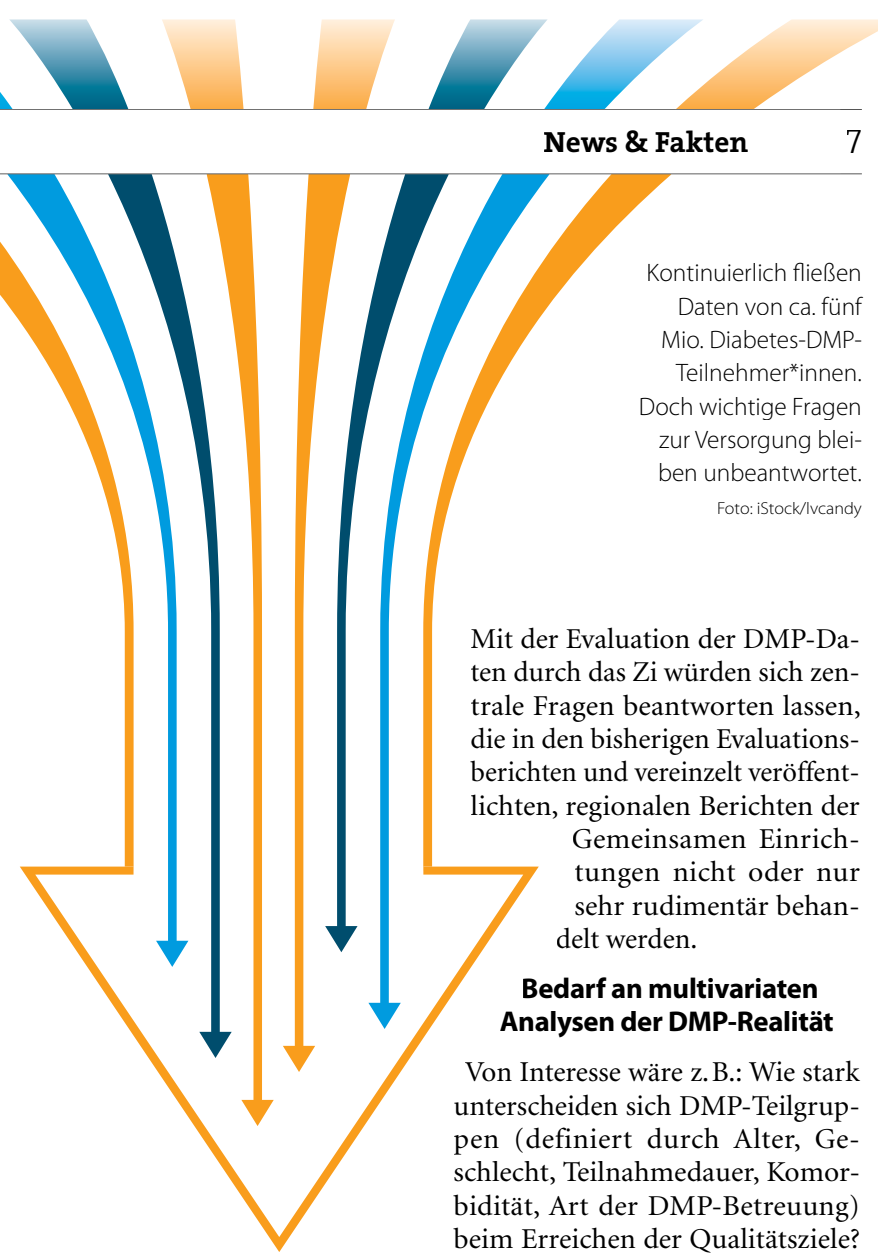 News & Fakten 7
Kontinuierlich fließen
Daten von ca. fünf
Mio. Diabetes-DMP-
Teilnehmer*innen.
Doch wichtige Fragen
zur Versorgung blei-
ben unbeantwortet.
Foto: iStock/lvcandy
Mit der Evaluation der DMP-Da-
ten durch das Zi würden sich zen-
trale Fragen beantworten lassen,
die in den bisherigen Evaluations-
berichten und vereinzelt veröffent-
lichten, regionalen Berichten der
Gemeinsamen Einrich-
tungen nicht oder nur
sehr rudimentär behan-
delt werden.
Bedarf an multivariaten
Analysen der DMP-Realität
Von Interesse wäre z. B.: Wie stark
unterscheiden sich DMP-Teilgrup-
pen (definiert durch Alter, Ge-
schlecht, Teilnahmedauer, Komor-
bidität, Art der DMP-Betreuung)
beim Erreichen der Qualitätsziele?